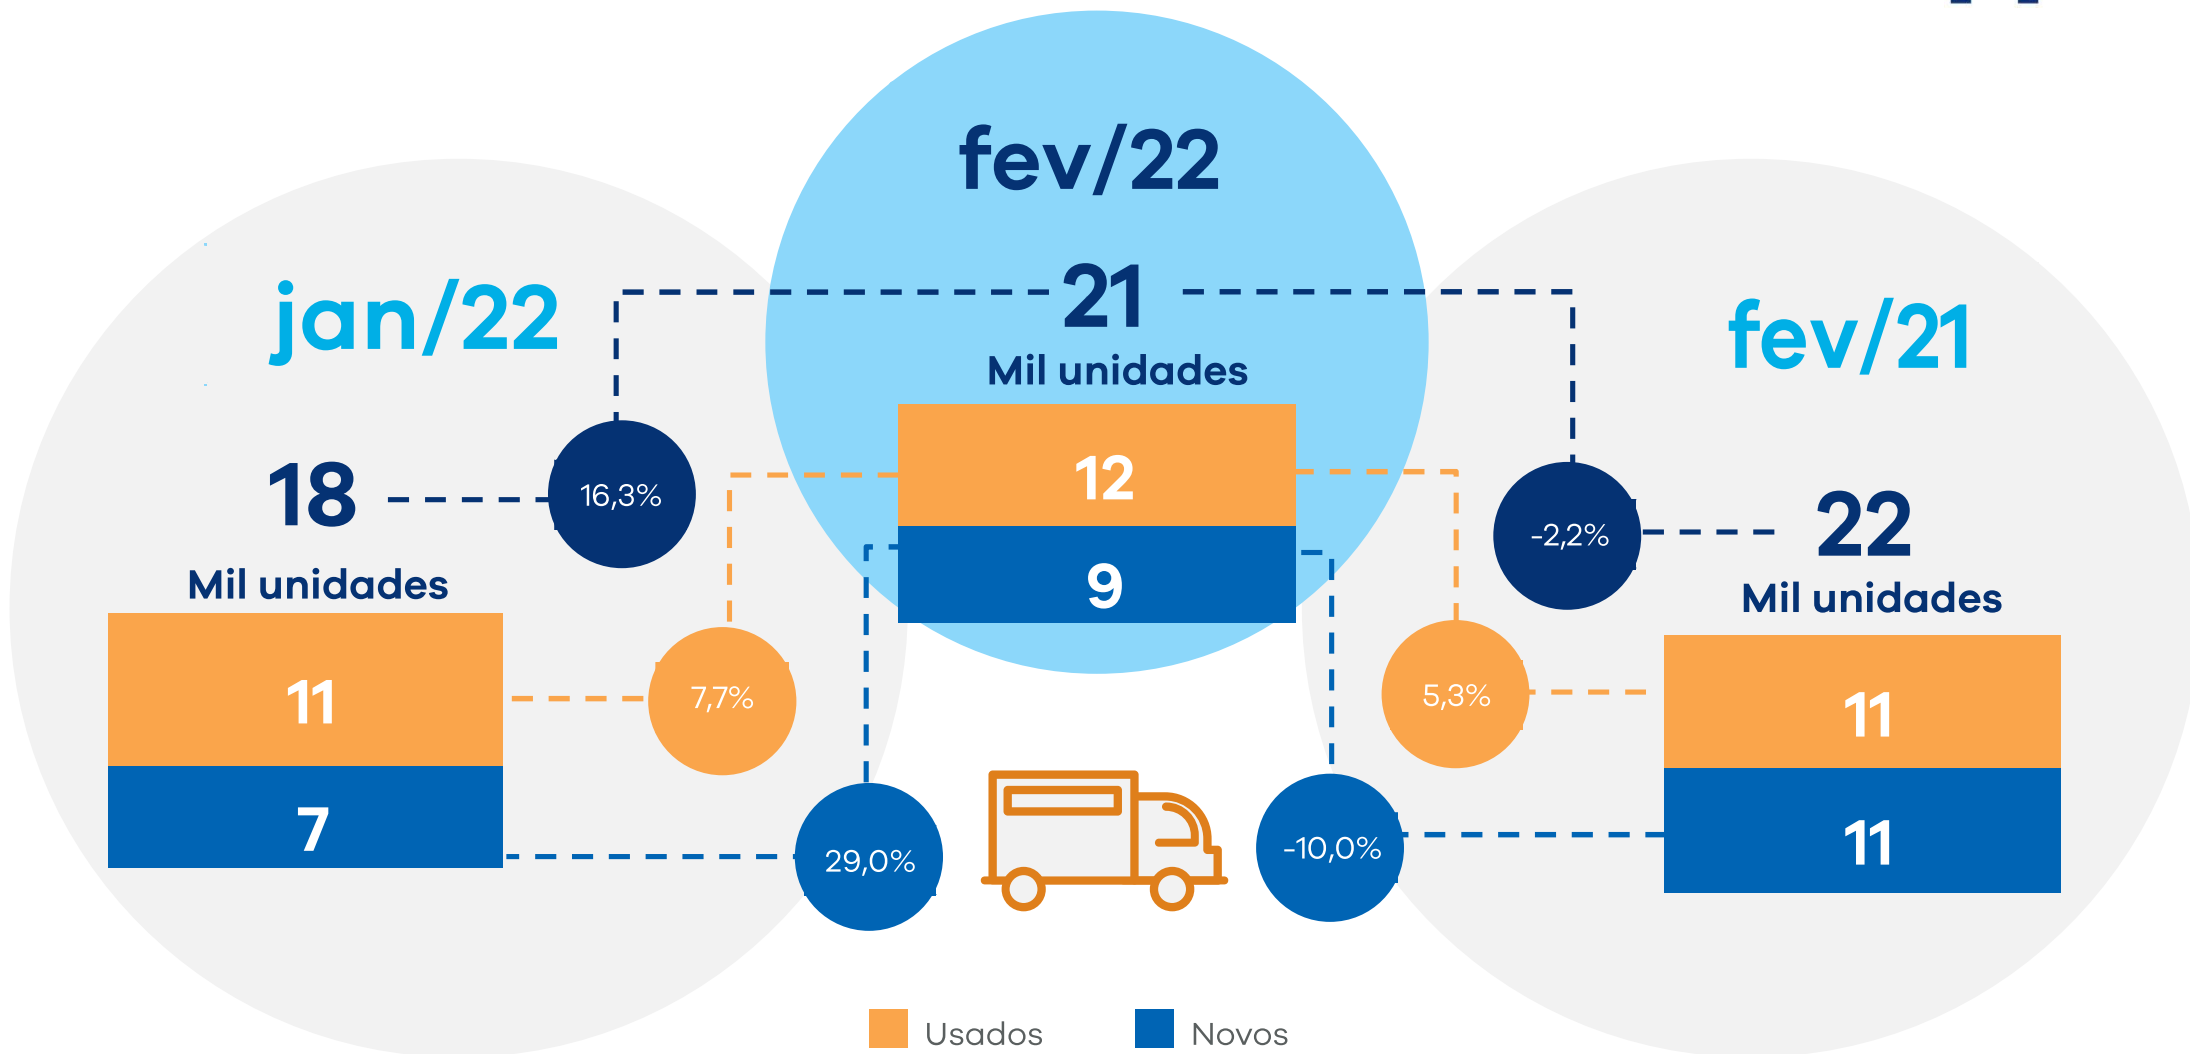 fev/22
21
Mil unidades
12
9
jan/22
18
Mil unidades
11
7
16,3%
7,7%
29,0%
fev/21
22
Mil unidades
11
11
-2,2%
5,3%
-10,0%
Usados
Novos